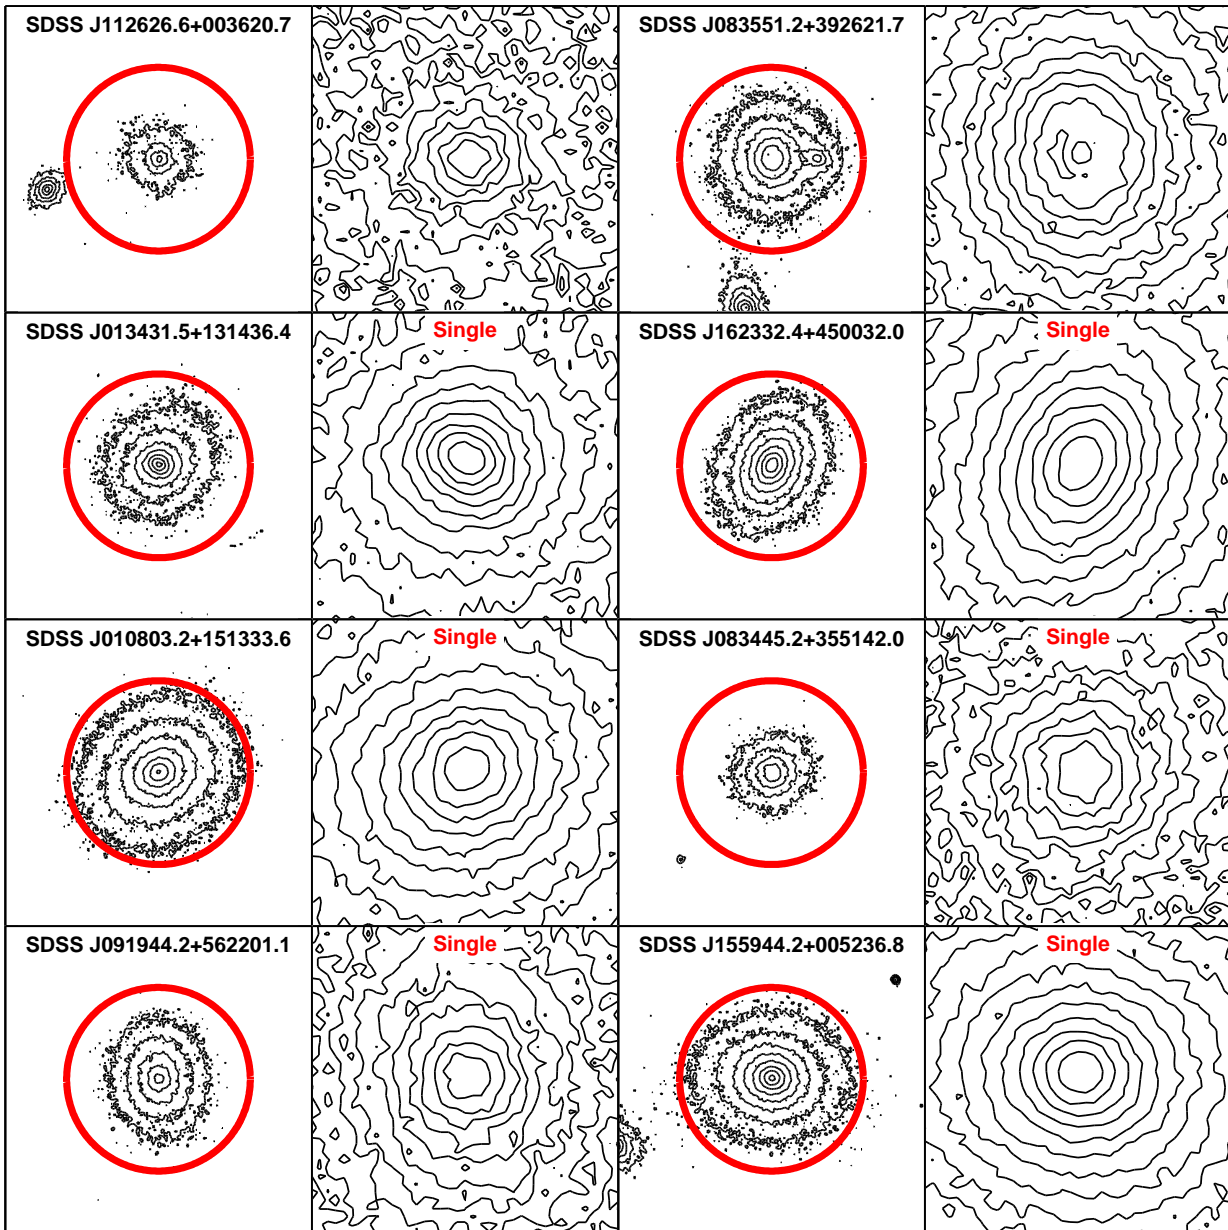 SDSS J112626.6+003620.7
SDSS J083551.2+392621.7
SDSS J013431.5+131436.4
Single
SDSS J162332.4+450032.0
Single
SDSS J010803.2+151333.6
Single
SDSS J083445.2+355142.0
Single
SDSS J091944.2+562201.1
Single
SDSS J155944.2+005236.8
Single